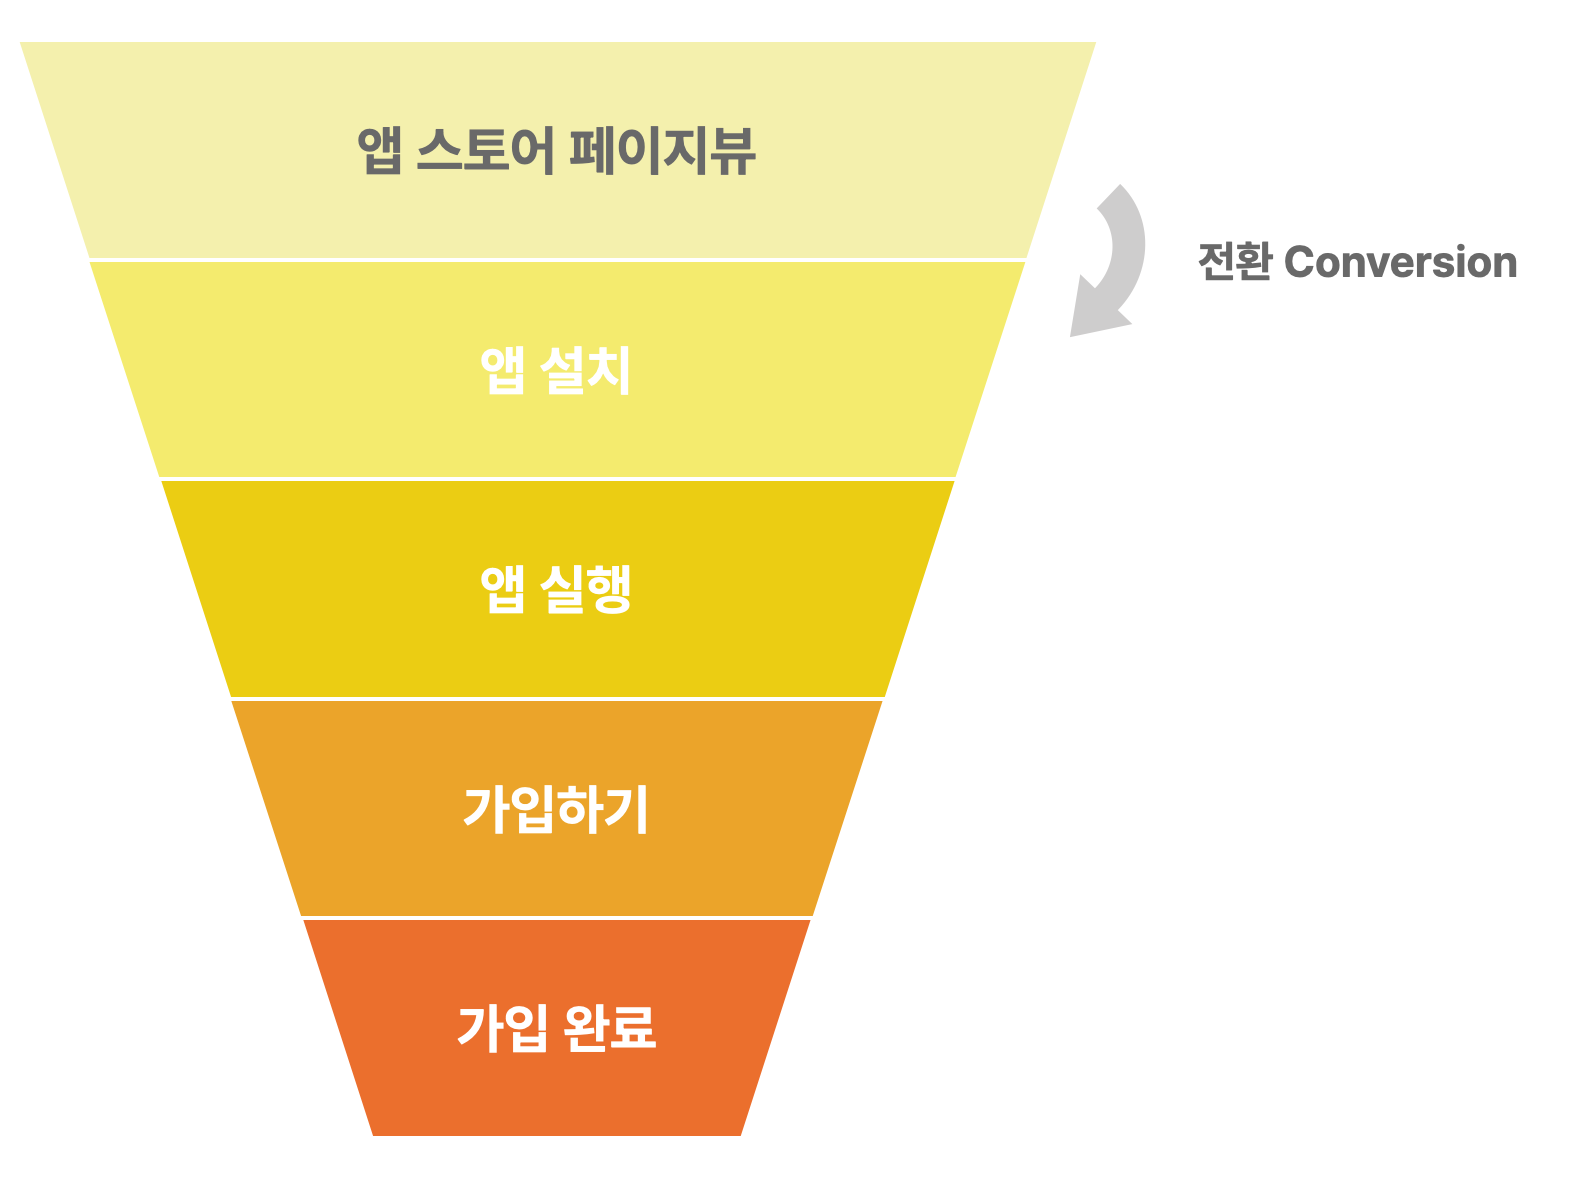 앱 스토어 페이지뷰
전환 Conversion
앱 설치
앱 실행
가입하기
가입 완료